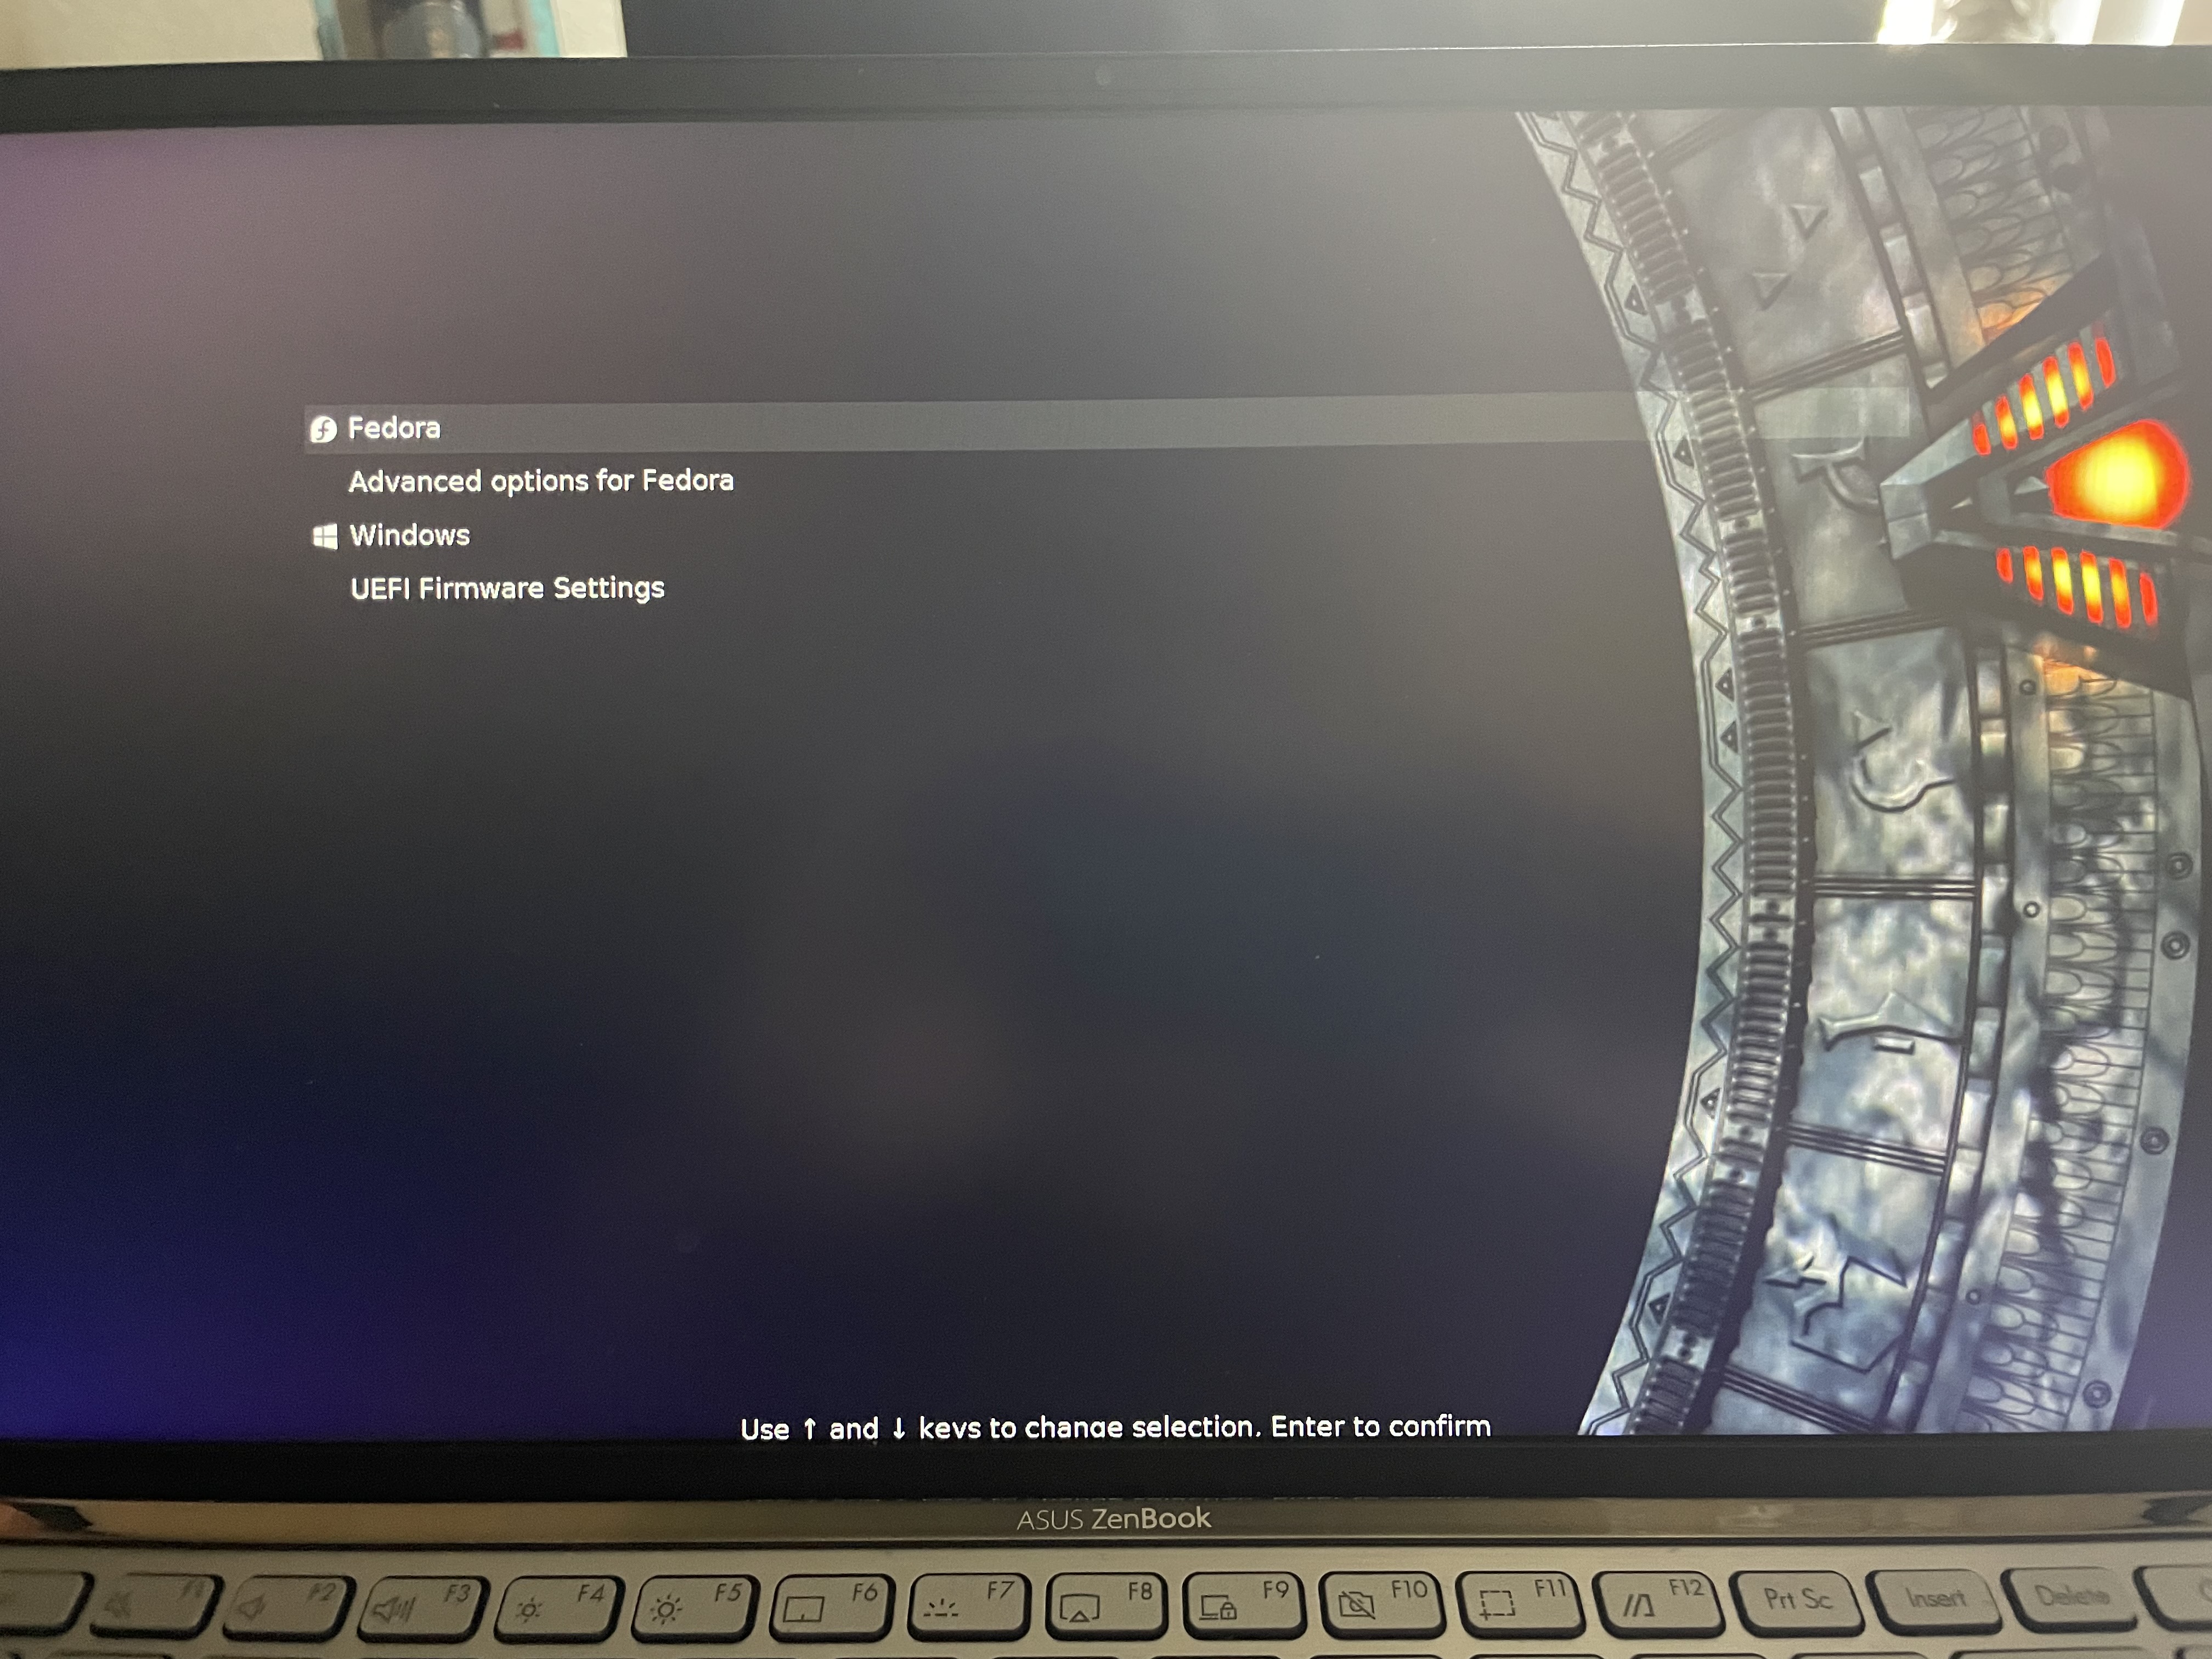 Fedora
Advanced options for Fedora
Windows
UEFI Firmware Settings
Use ↑ and ↓ keys to change selection, Enter to confirm
ASUS ZenBook
F1 F2 F3 F4 F5 F6 F7 F8 F9 F10 F11 F12 Prt Sc Insert Delete